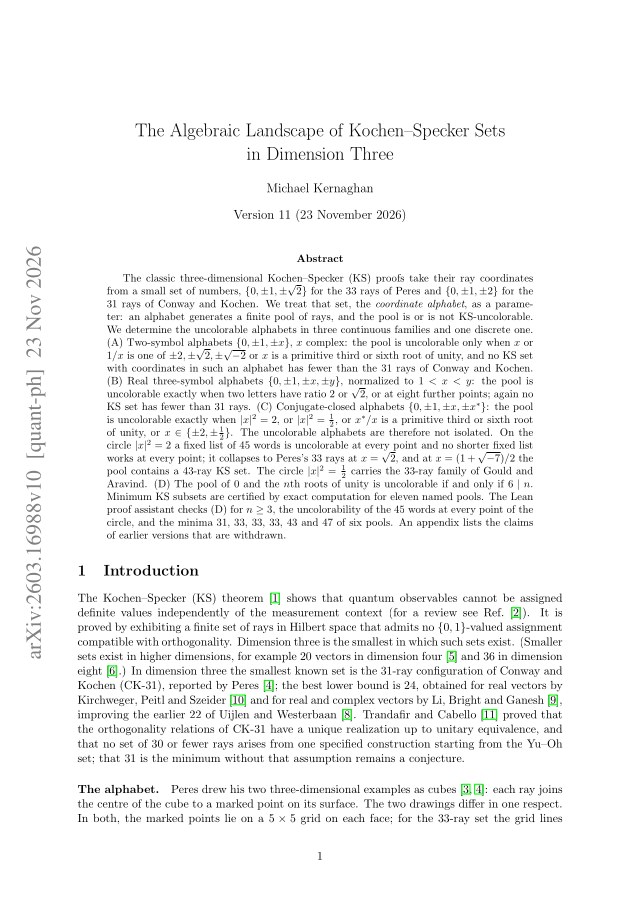 The Algebraic Landscape of Kochen–Specker Sets
in Dimension Three
Michael Kernaghan
Version 11 (23 November 2026)
Abstract
The classic three-dimensional Kochen–Specker (KS) proofs take their ray coordinates
from a small set of numbers, {0, ±1, ±√2} for the 33 rays of Peres and {0, ±1, ±2} for the
31 rays of Conway and Kochen. We treat that set, the coordinate alphabet, as a parame-
ter: an alphabet generates a finite pool of rays, and the pool is or is not KS-uncolorable.
We determine the uncolorable alphabets in three continuous families and one discrete one.
(A) Two-symbol alphabets {0, ±1, ±x}, x complex: the pool is uncolorable only when x or
1/x is one of ±2, ±√2, ±√−2 or x is a primitive third or sixth root of unity, and no KS set
with coordinates in such an alphabet has fewer than the 31 rays of Conway and Kochen.
(B) Real three-symbol alphabets {0, ±1, ±x, ±y}, normalized to 1 < x < y: the pool is
uncolorable exactly when two letters have ratio 2 or √2, or at eight further points; again no
KS set has fewer than 31 rays. (C) Conjugate-closed alphabets {0, ±1, ±x, ±x*}: the pool
is uncolorable exactly when |x|² = 2, or |x|² = ½, or x*/x is a primitive third or sixth root
of unity, or x ∈ {±2, ±½}. The uncolorable alphabets are therefore not isolated. On the
circle |x|² = 2 a fixed list of 45 words is uncolorable at every point and no shorter fixed list
works at every point; it collapses to Peres's 33 rays at x = √2, and at x = (1 + √−7)/2 the
pool contains a 43-ray KS set. The circle |x|² = ½ carries the 33-ray family of Gould and
Aravind. (D) The pool of 0 and the nth roots of unity is uncolorable if and only if 6 | n.
Minimum KS subsets are certified by exact computation for eleven named pools. The Lean
proof assistant checks (D) for n ≥ 3, the uncolorability of the 45 words at every point of the
circle, and the minima 31, 33, 33, 33, 43 and 47 of six pools. An appendix lists the claims
of earlier versions that are withdrawn.
1 Introduction
The Kochen–Specker (KS) theorem [1] shows that quantum observables cannot be assigned
definite values independently of the measurement context (for a review see Ref. [2]). It is
proved by exhibiting a finite set of rays in Hilbert space that admits no {0, 1}-valued assignment
compatible with orthogonality. Dimension three is the smallest in which such sets exist. (Smaller
sets exist in higher dimensions, for example 20 vectors in dimension four [5] and 36 in dimension
eight [6].) In dimension three the smallest known set is the 31-ray configuration of Conway and
Kochen (CK-31), reported by Peres [4]; the best lower bound is 24, obtained for real vectors by
Kirchweger, Peitl and Szeider [10] and for real and complex vectors by Li, Bright and Ganesh [9],
improving the earlier 22 of Uijlen and Westerbaan [8]. Trandafir and Cabello [11] proved that
the orthogonality relations of CK-31 have a unique realization up to unitary equivalence, and
that no set of 30 or fewer rays arises from one specified construction starting from the Yu–Oh
set; that 31 is the minimum without that assumption remains a conjecture.
The alphabet. Peres drew his two three-dimensional examples as cubes [3, 4]: each ray joins
the centre of the cube to a marked point on its surface. The two drawings differ in one respect.
In both, the marked points lie on a 5 × 5 grid on each face; for the 33-ray set the grid lines
1
arXiv:2603.16988v10 [quant-ph] 23 Nov 2026